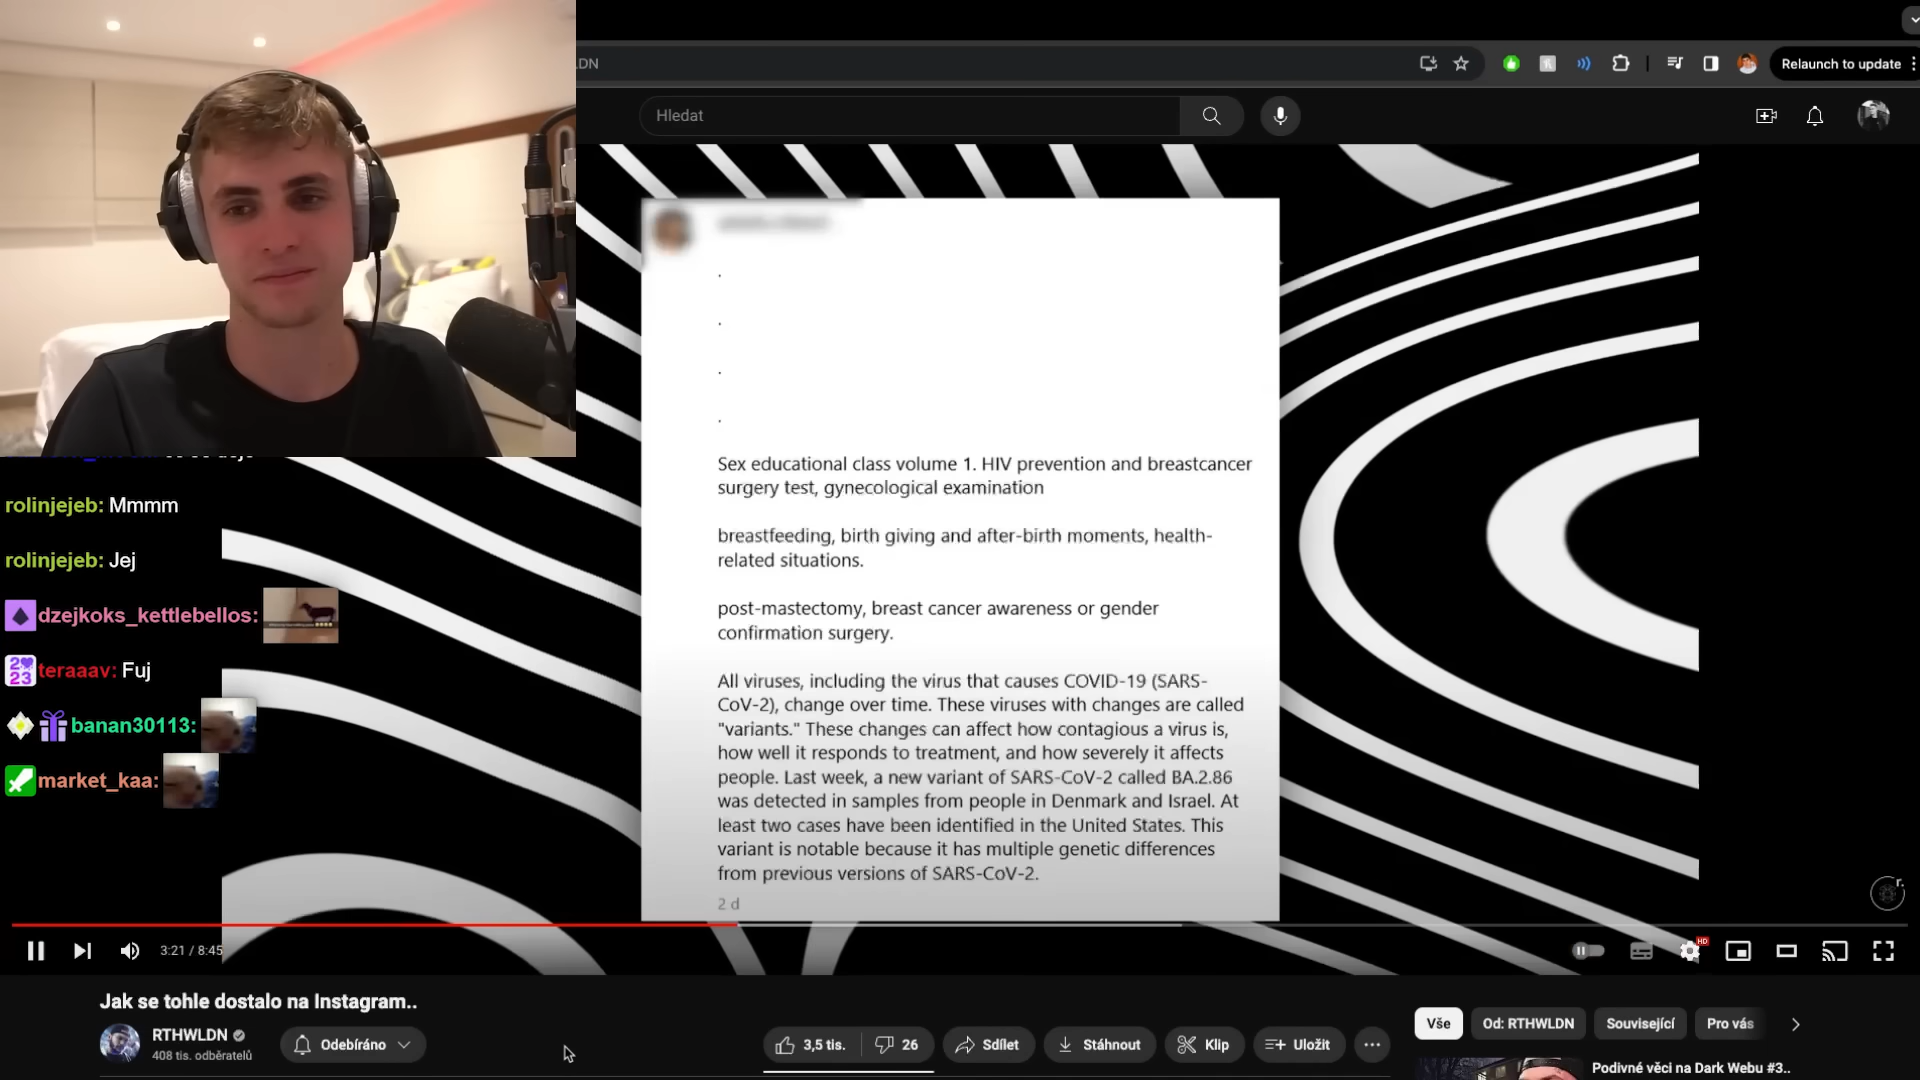 DN
Relaunch to update
Hledat
.
.
.
.
Sex educational class volume 1. HIV prevention and breastcancer
surgery test, gynecological examination
breastfeeding, birth giving and after-birth moments, health-
related situations.
post-mastectomy, breast cancer awareness or gender
confirmation surgery.
All viruses, including the virus that causes COVID-19 (SARS-
CoV-2), change over time. These viruses with changes are called
"variants." These changes can affect how contagious a virus is,
how well it responds to treatment, and how severely it affects
people. Last week, a new variant of SARS-CoV-2 called BA.2.86
was detected in samples from people in Denmark and Israel. At
least two cases have been identified in the United States. This
variant is notable because it has multiple genetic differences
from previous versions of SARS-CoV-2.
2 d
rolinjejeb: Mmmm
rolinjejeb: Jej
dzejkoks_kettlebellos:
2023
teraaav: Fuj
banan30113:
market_kaa:
r.
3:21 / 8:45
HD
Jak se tohle dostalo na Instagram..
RTHWLDN
408 tis. odběratelů
Odebíráno
3,5 tis.
26
Sdílet
Stáhnout
Klip
Uložit
Vše
Od: RTHWLDN
Související
Pro vás
Podivné věci na Dark Webu #3..